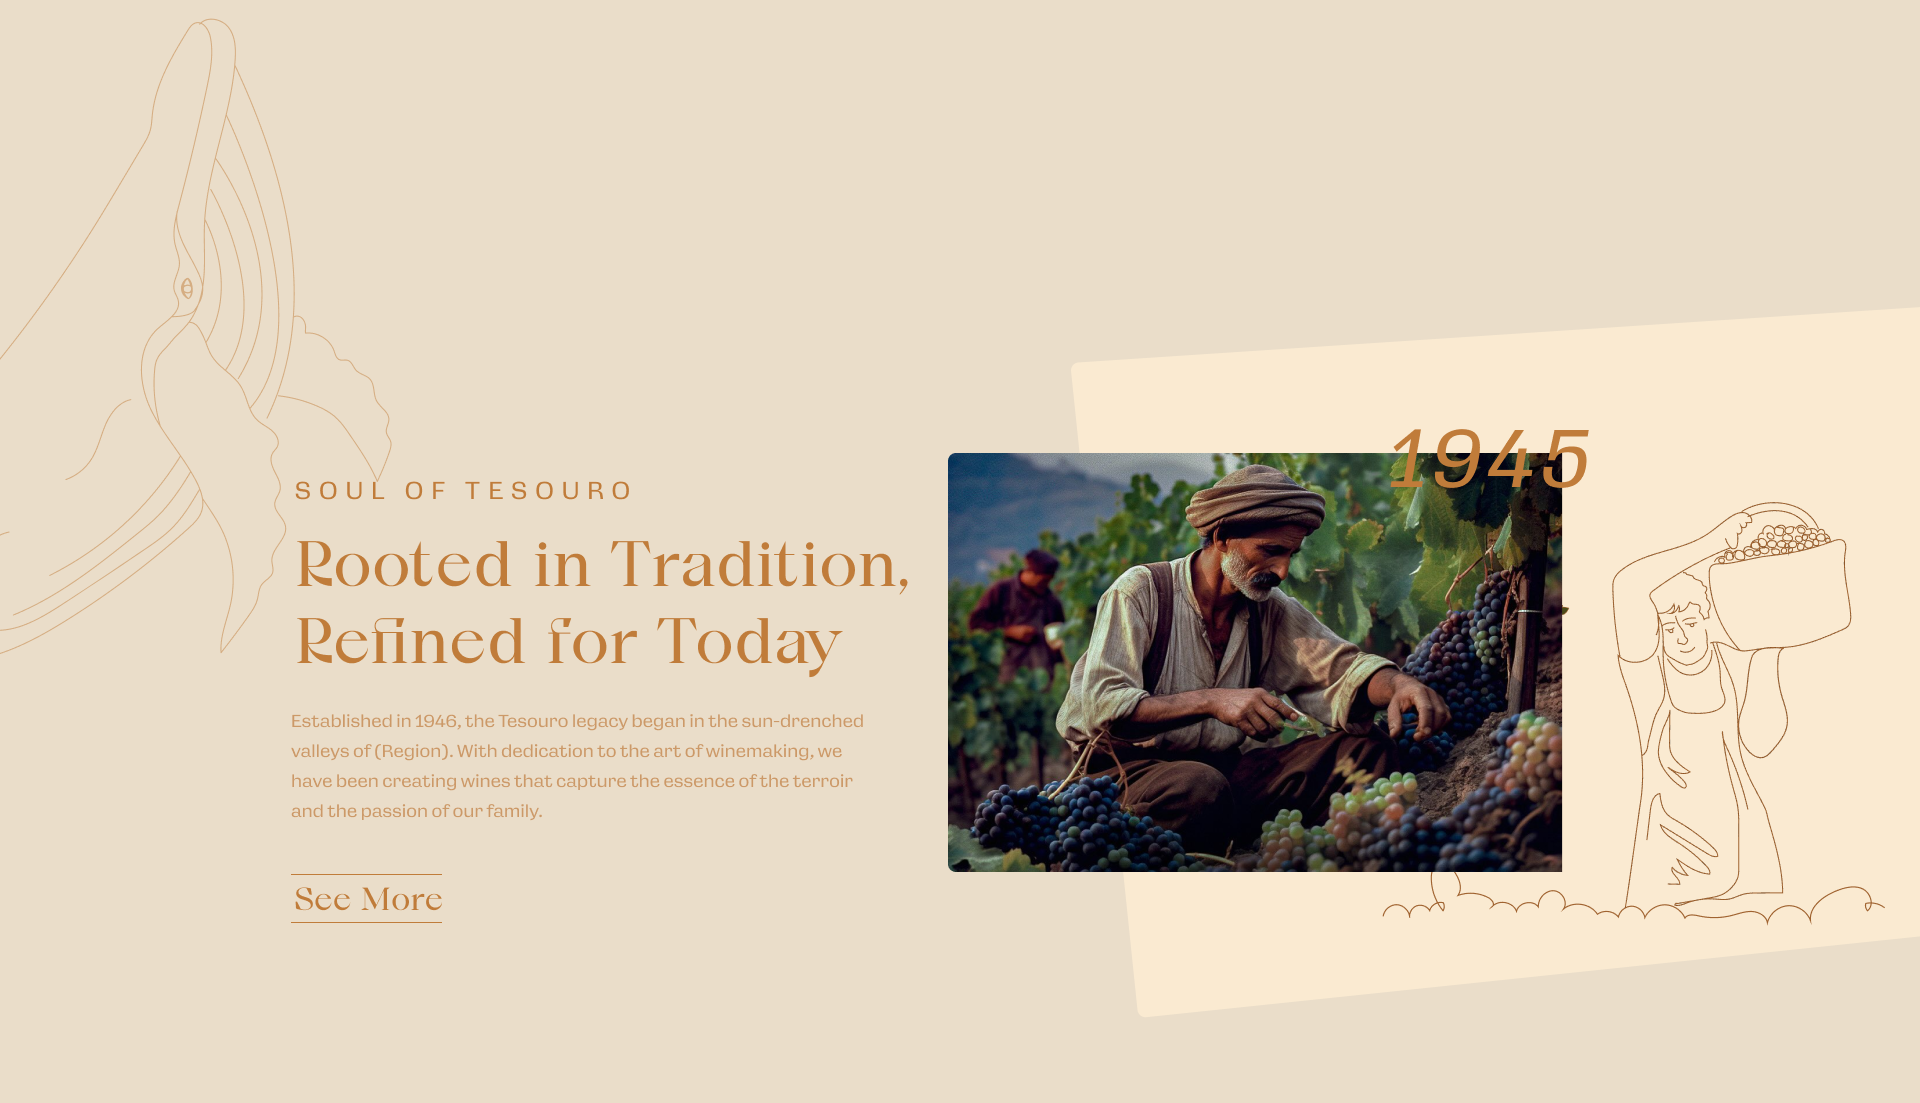 SOUL OF TESOURO
Rooted in Tradition,
Refined for Today
Established in 1946, the Tesouro legacy began in the sun-drenched
valleys of (Region). With dedication to the art of winemaking, we
have been creating wines that capture the essence of the terroir
and the passion of our family.
See More
1945